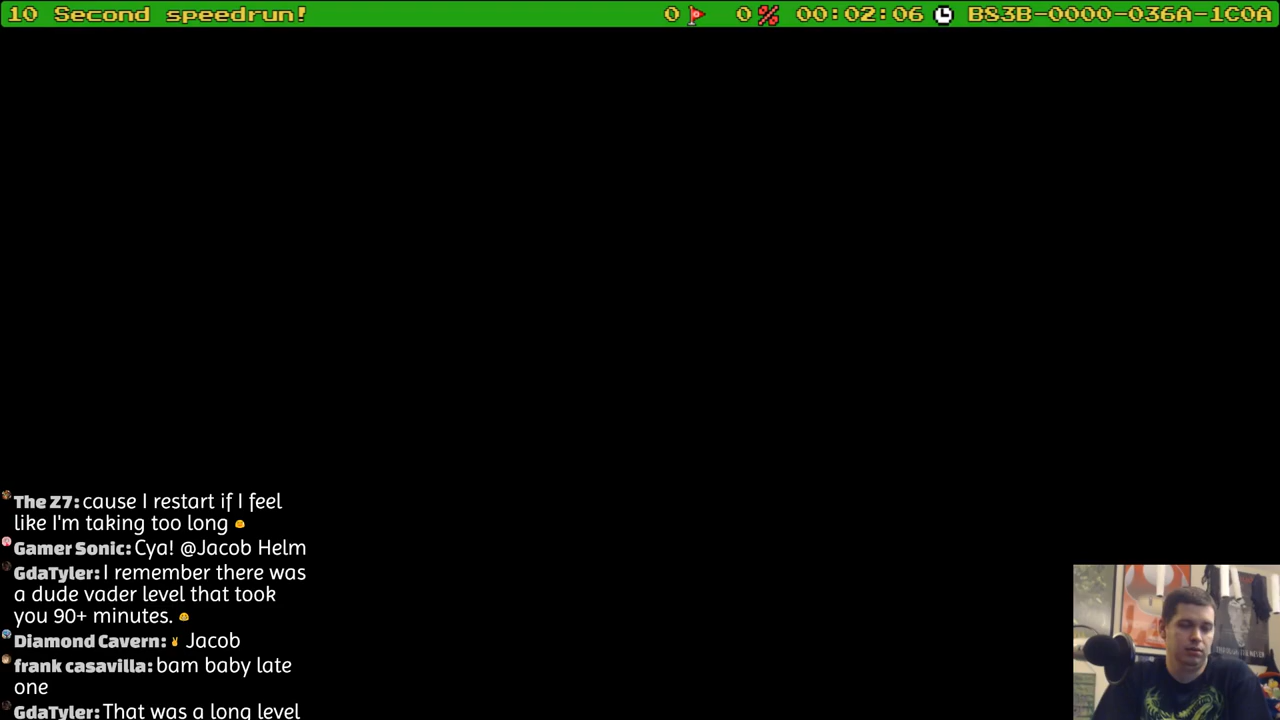 10 Second speedrun!
0 0% 00:02:06 B83B-0000-036A-1C0A
The Z7: cause I restart if I feel
like I'm taking too long
Gamer Sonic: Cya! @Jacob Helm
GdaTyler: I remember there was
a dude vader level that took
you 90+ minutes.
Diamond Cavern: Jacob
frank casavilla: bam baby late
one
GdaTyler: That was a long level